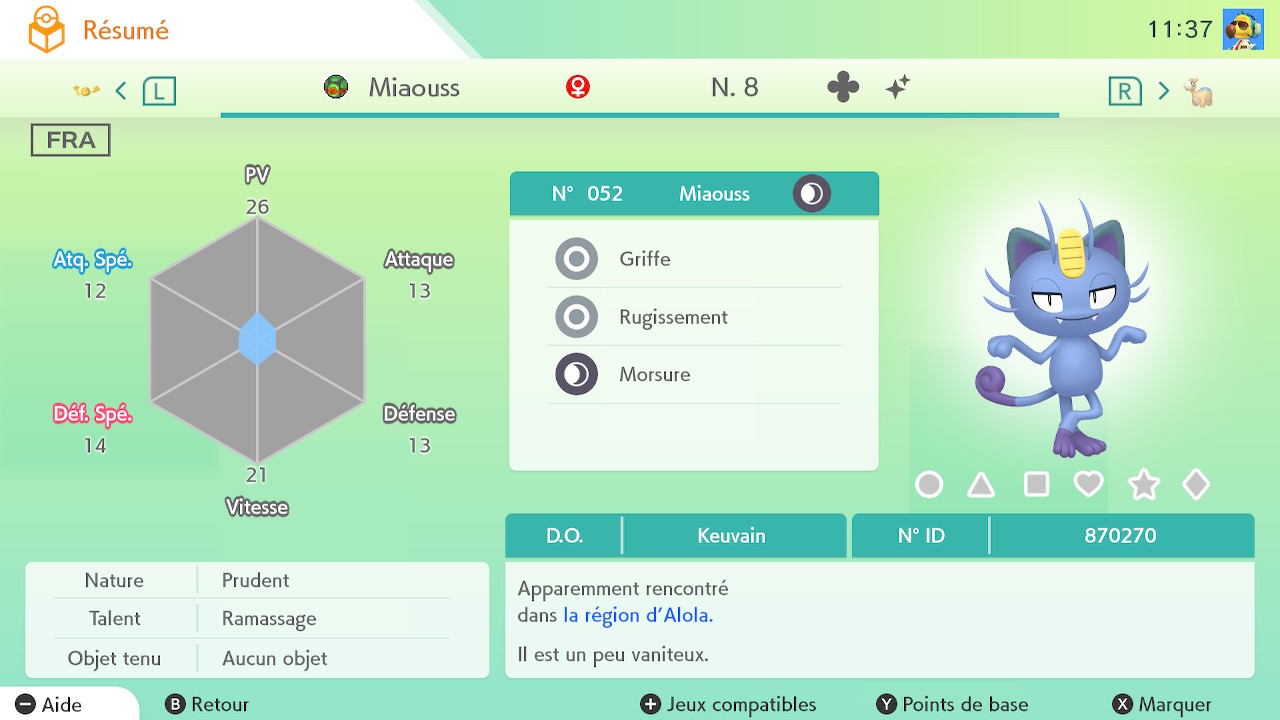 Résumé
11:37
L
Miaouss
N. 8
R
FRA
PV
26
Atq. Spé.
12
Attaque
13
Déf. Spé.
14
Défense
13
21
Vitesse
N° 052 Miaouss
Griffe
Rugissement
Morsure
D.O. Keuvain
N° ID 870270
Nature Prudent
Talent Ramassage
Objet tenu Aucun objet
Apparemment rencontré
dans la région d'Alola.
Il est un peu vaniteux.
Aide
B Retour
Jeux compatibles
Y Points de base
X Marquer